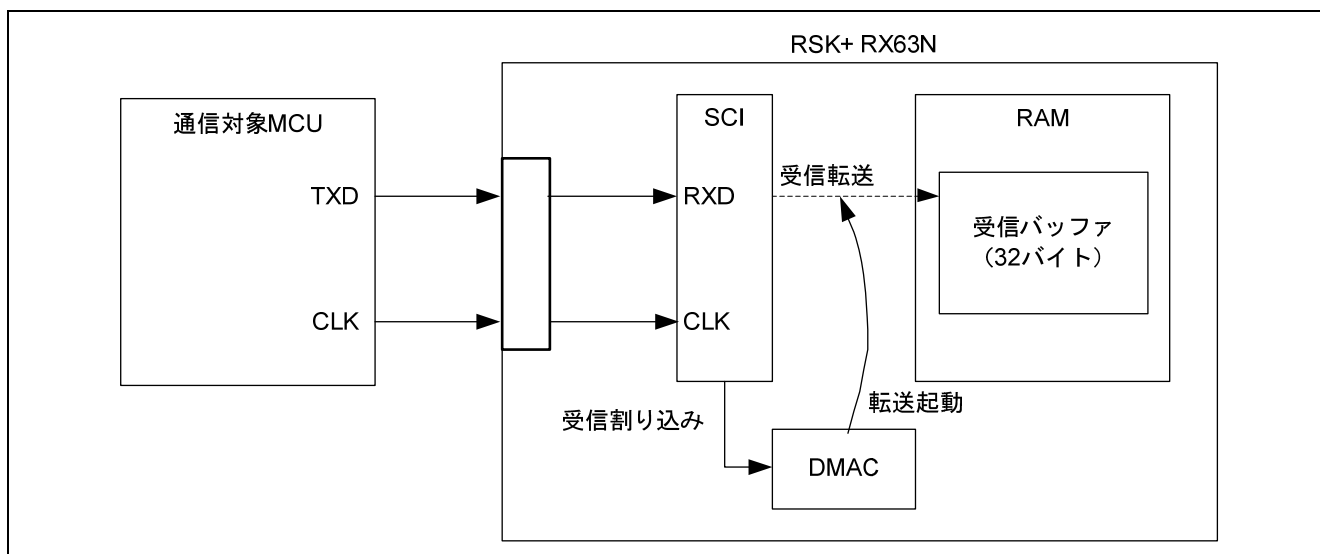 RSK+ RX63N
通信対象MCU
SCI
RAM
TXD
RXD
受信転送
受信バッファ
（32バイト）
CLK
CLK
受信割り込み
転送起動
DMAC